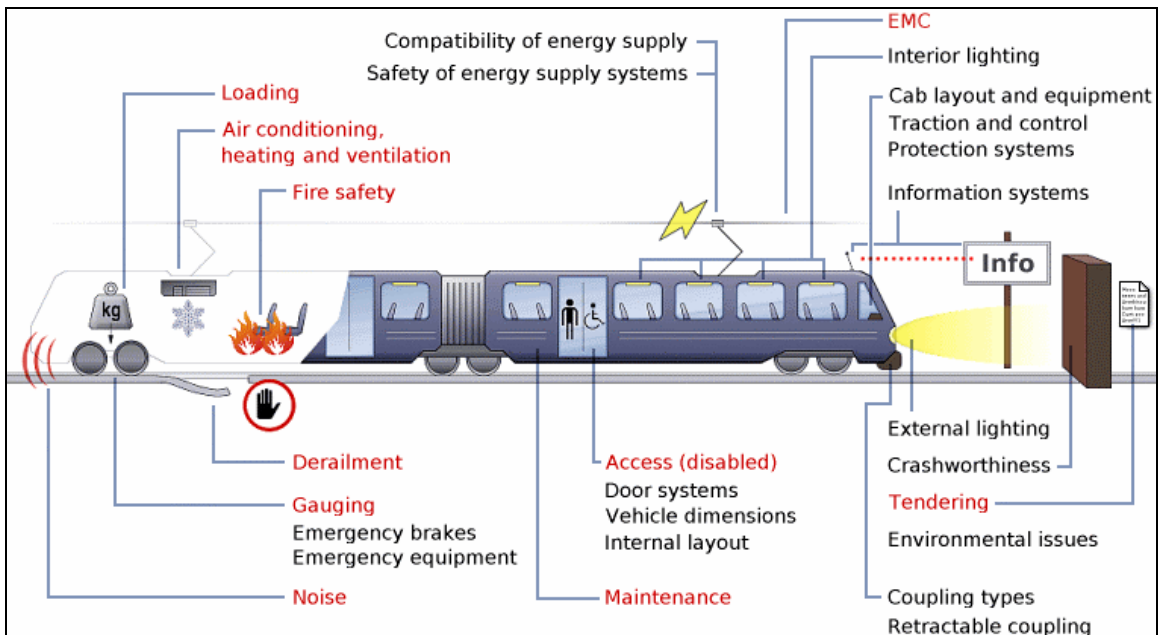 EMC
Compatibility of energy supply
Safety of energy supply systems
Interior lighting
Loading
Cab layout and equipment
Traction and control
Protection systems
Air conditioning,
heating and ventilation
Fire safety
Information systems
Info
kg
Derailment
Gauging
Emergency brakes
Emergency equipment
Noise
Access (disabled)
Door systems
Vehicle dimensions
Internal layout
Maintenance
External lighting
Crashworthiness
Tendering
Environmental issues
Coupling types
Retractable coupling